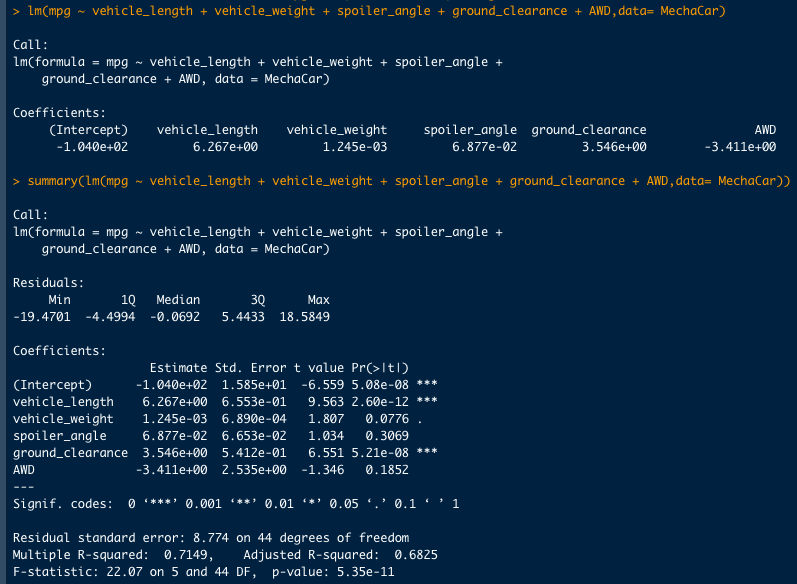 > lm(mpg ~ vehicle_length + vehicle_weight + spoiler_angle + ground_clearance + AWD,data= MechaCar)
Call:
lm(formula = mpg ~ vehicle_length + vehicle_weight + spoiler_angle +
    ground_clearance + AWD, data = MechaCar)
Coefficients:
     (Intercept)    vehicle_length    vehicle_weight     spoiler_angle  ground_clearance               AWD
      -1.040e+02         6.267e+00         1.245e-03         6.877e-02         3.546e+00        -3.411e+00
> summary(lm(mpg ~ vehicle_length + vehicle_weight + spoiler_angle + ground_clearance + AWD,data= MechaCar))
Call:
lm(formula = mpg ~ vehicle_length + vehicle_weight + spoiler_angle +
    ground_clearance + AWD, data = MechaCar)
Residuals:
     Min       1Q   Median       3Q      Max
-19.4701  -4.4994  -0.0692   5.4433  18.5849
Coefficients:
                   Estimate Std. Error t value Pr(>|t|)
(Intercept)      -1.040e+02  1.585e+01  -6.559 5.08e-08 ***
vehicle_length    6.267e+00  6.553e-01   9.563 2.60e-12 ***
vehicle_weight    1.245e-03  6.890e-04   1.807   0.0776 .
spoiler_angle     6.877e-02  6.653e-02   1.034   0.3069
ground_clearance  3.546e+00  5.412e-01   6.551 5.21e-08 ***
AWD              -3.411e+00  2.535e+00  -1.346   0.1852
---
Signif. codes:  0 ‘***’ 0.001 ‘**’ 0.01 ‘*’ 0.05 ‘.’ 0.1 ‘ ’ 1
Residual standard error: 8.774 on 44 degrees of freedom
Multiple R-squared:  0.7149,    Adjusted R-squared:  0.6825
F-statistic: 22.07 on 5 and 44 DF,  p-value: 5.35e-11